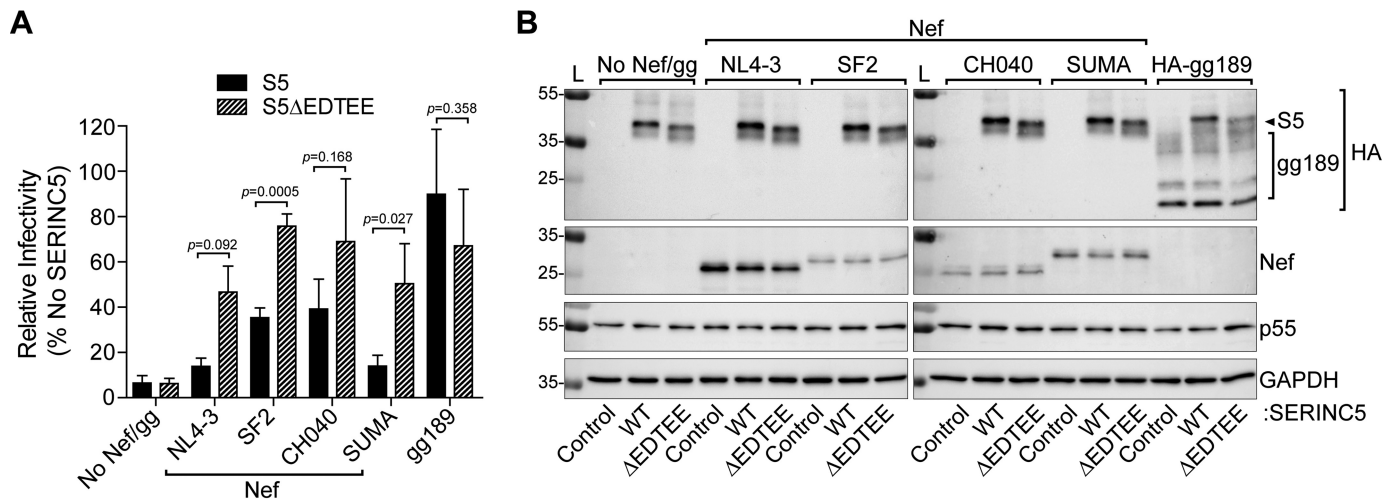 A
S5
S5ΔEDTEE
Relative Infectivity
(% No SERINC5)
120
100
80
60
40
20
0
p=0.092
p=0.0005
p=0.168
p=0.027
p=0.358
No Nef/gg
NL4-3
SF2
CH040
SUMA
gg189
Nef
B
Nef
L No Nef/gg NL4-3 SF2 L CH040 SUMA HA-gg189
55-
35-
25-
S5
gg189
HA
35-
25-
Nef
55-
p55
35-
GAPDH
Control WT ΔEDTEE Control WT ΔEDTEE Control WT ΔEDTEE Control WT ΔEDTEE Control WT ΔEDTEE Control WT ΔEDTEE :SERINC5